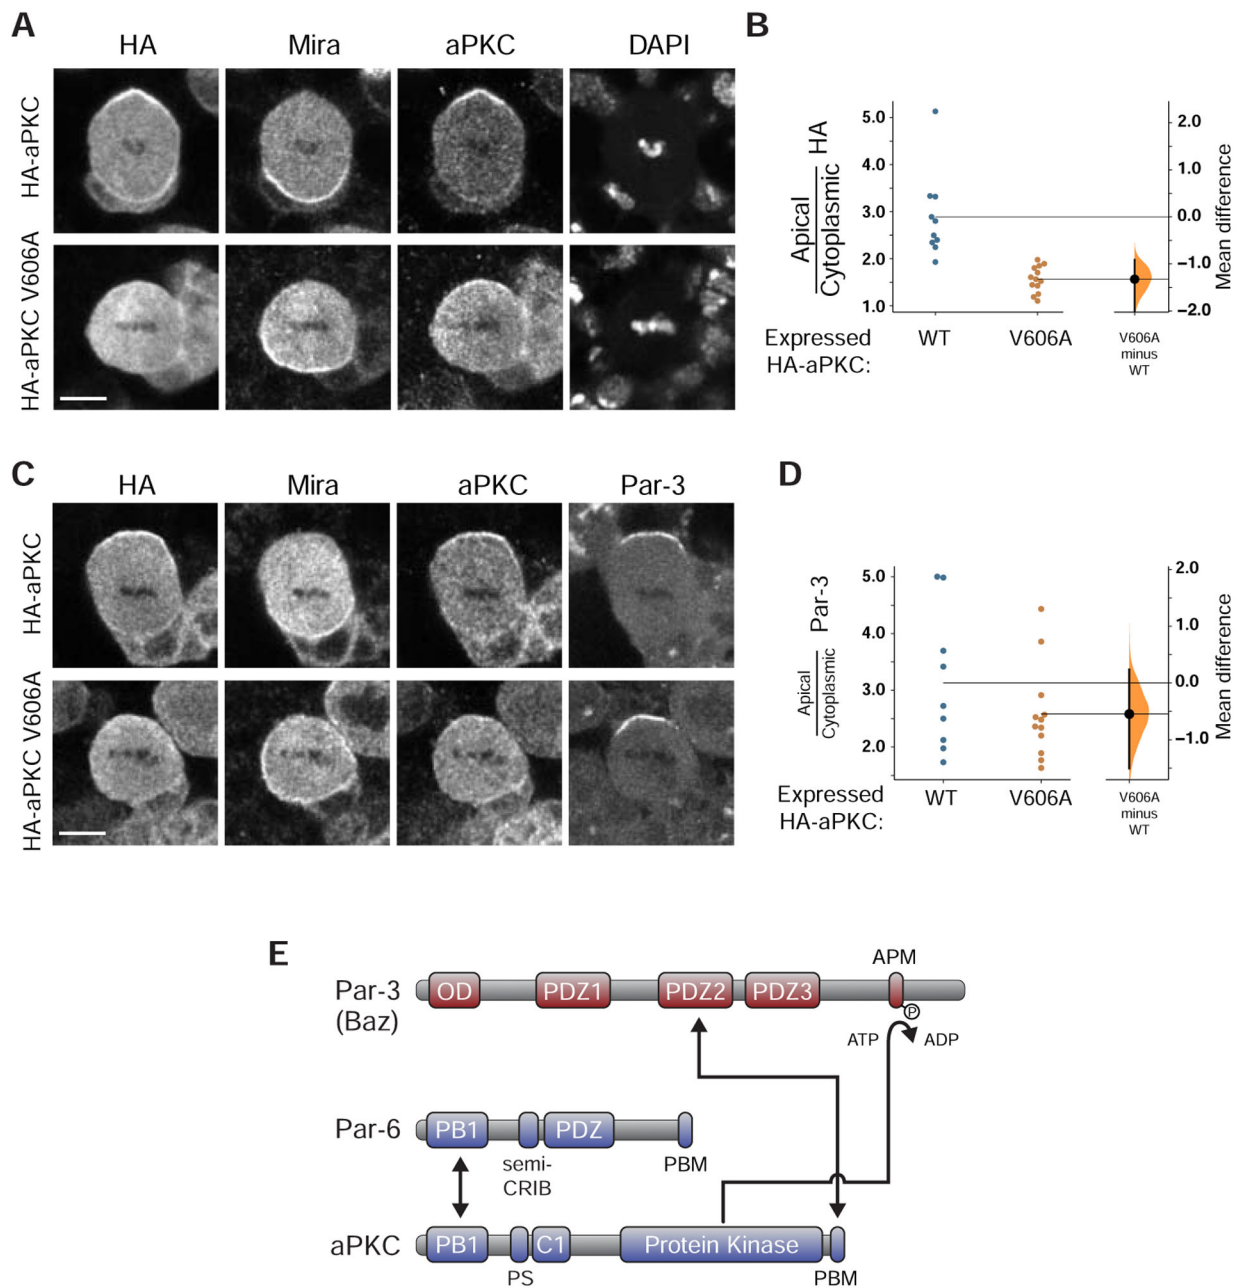 A
HA Mira aPKC DAPI
HA-aPKC
HA-aPKC V606A
B
Apical
Cytoplasmic
HA
5.0
4.0
3.0
2.0
1.0
2.0
1.0
0.0
−1.0
−2.0
Mean difference
Expressed
HA-aPKC:
WT
V606A
V606A
minus
WT
C
HA Mira aPKC Par-3
HA-aPKC
HA-aPKC V606A
D
Apical
Cytoplasmic
Par-3
5.0
4.0
3.0
2.0
2.0
1.0
0.0
−1.0
Mean difference
Expressed
HA-aPKC:
WT
V606A
V606A
minus
WT
E
APM
Par-3
(Baz)
OD PDZ1 PDZ2 PDZ3
P
ATP ADP
Par-6
PB1 PDZ
semi-
CRIB
PBM
aPKC
PB1 C1 Protein Kinase
PS PBM